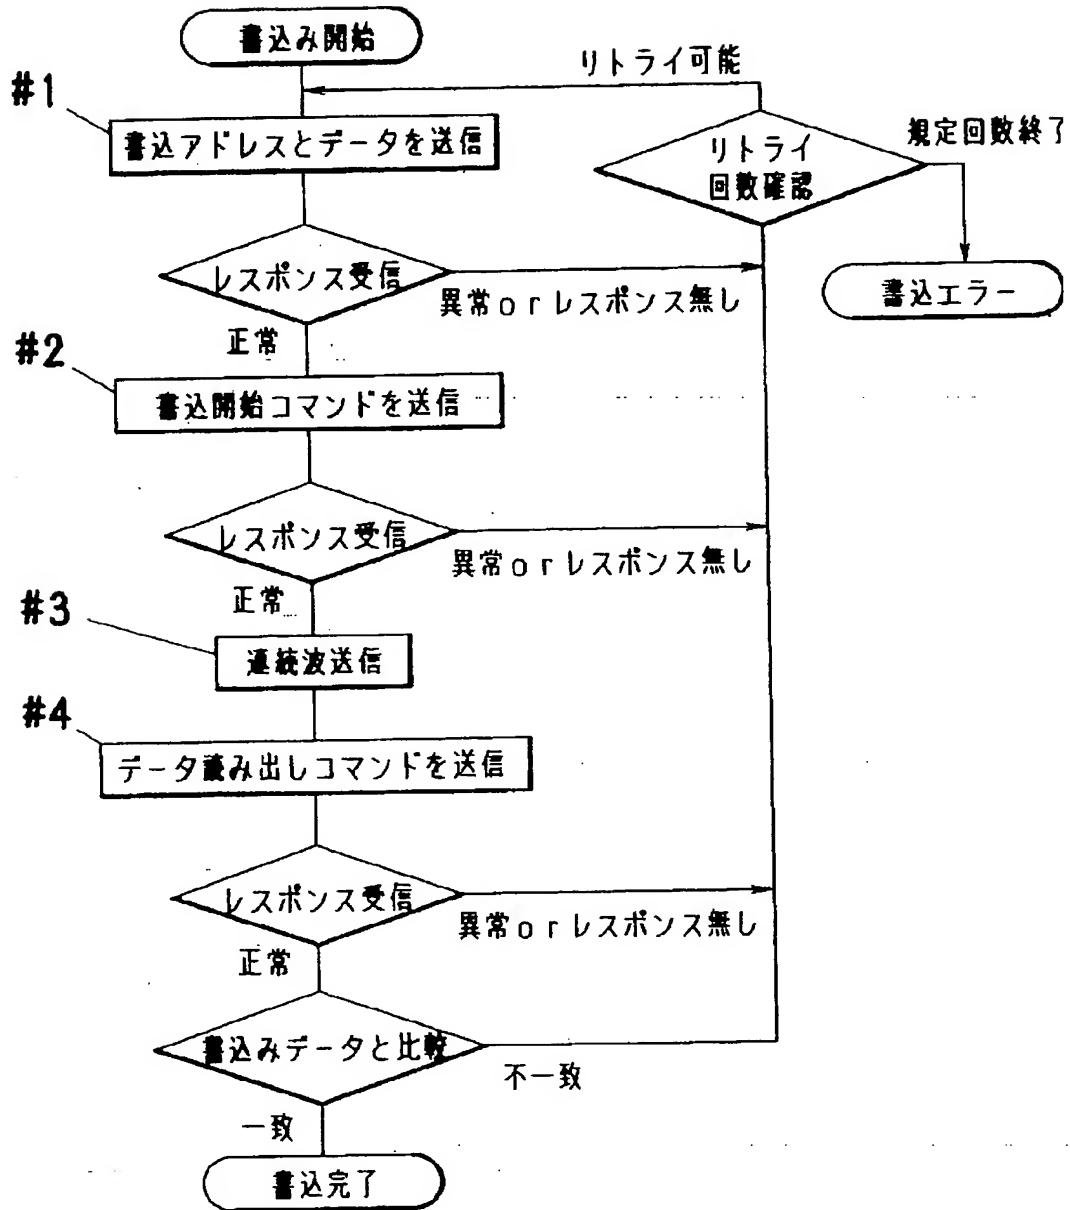 書込み開始
リトライ可能
#1
書込アドレスとデータを送信
リトライ
回数確認
規定回数終了
レスポンス受信
異常orレスポンス無し
書込エラー
正常
#2
書込開始コマンドを送信
レスポンス受信
異常orレスポンス無し
正常
#3
連続波送信
#4
データ読み出しコマンドを送信
レスポンス受信
異常orレスポンス無し
正常
書込みデータと比較
不一致
一致
書込完了